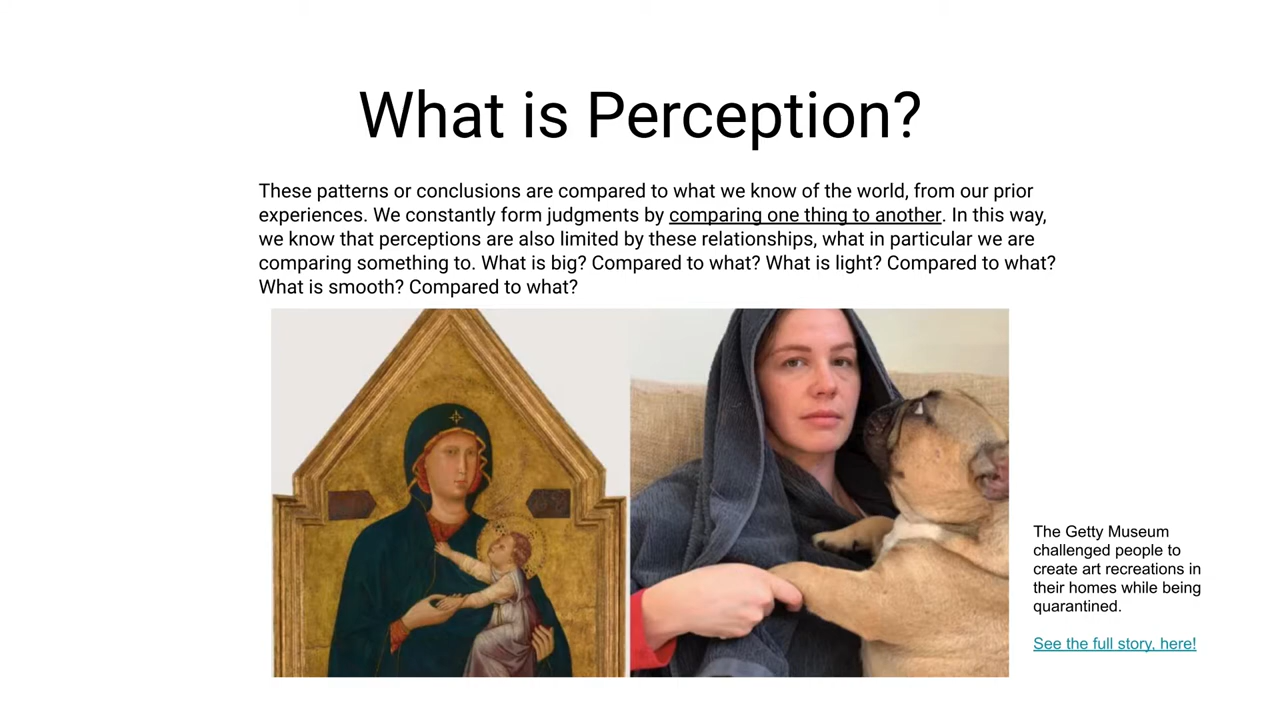 What is Perception?
These patterns or conclusions are compared to what we know of the world, from our prior
experiences. We constantly form judgments by comparing one thing to another. In this way,
we know that perceptions are also limited by these relationships, what in particular we are
comparing something to. What is big? Compared to what? What is light? Compared to what?
What is smooth? Compared to what?
The Getty Museum
challenged people to
create art recreations in
their homes while being
quarantined.
See the full story, here!